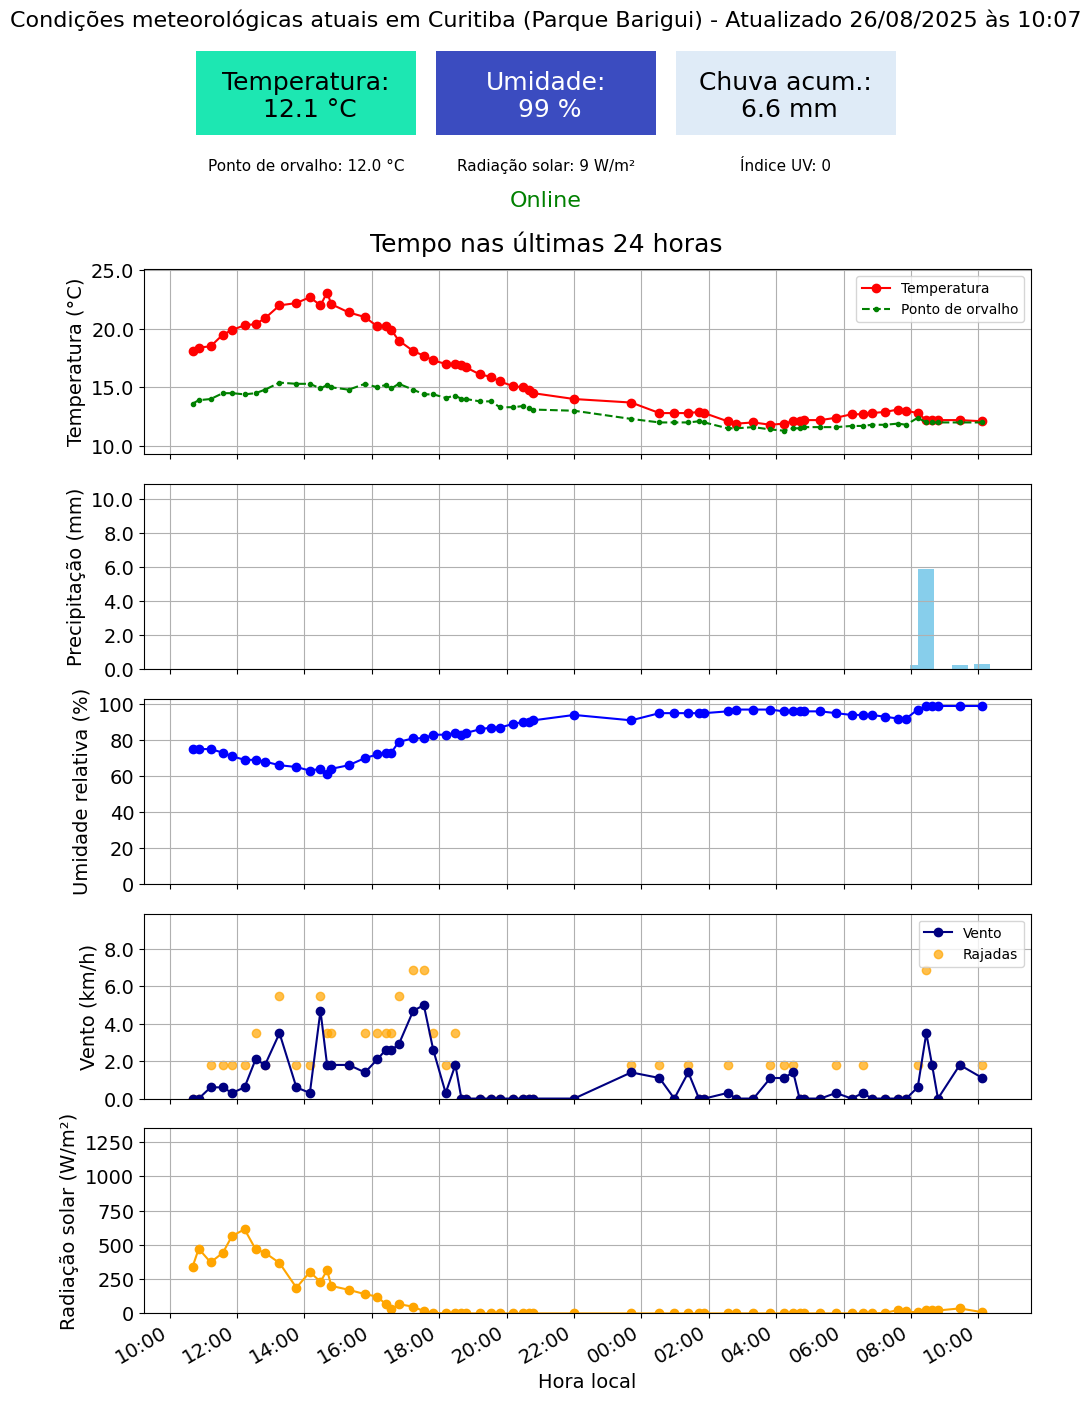 Condições meteorológicas atuais em Curitiba (Parque Barigui) - Atualizado 26/08/2025 às 10:07
Temperatura:
12.1 °C
Umidade:
99 %
Chuva acum.:
6.6 mm
Ponto de orvalho: 12.0 °C
Radiação solar: 9 W/m²
Índice UV: 0
Online
Tempo nas últimas 24 horas
Temperatura (°C)
25.0
20.0
15.0
10.0
Temperatura
Ponto de orvalho
Precipitação (mm)
10.0
8.0
6.0
4.0
2.0
0.0
Umidade relativa (%)
100
80
60
40
20
0
Vento (km/h)
8.0
6.0
4.0
2.0
0.0
Vento
Rajadas
Radiação solar (W/m²)
1250
1000
750
500
250
0
10:00
12:00
14:00
16:00
18:00
20:00
22:00
00:00
02:00
04:00
06:00
08:00
10:00
Hora local